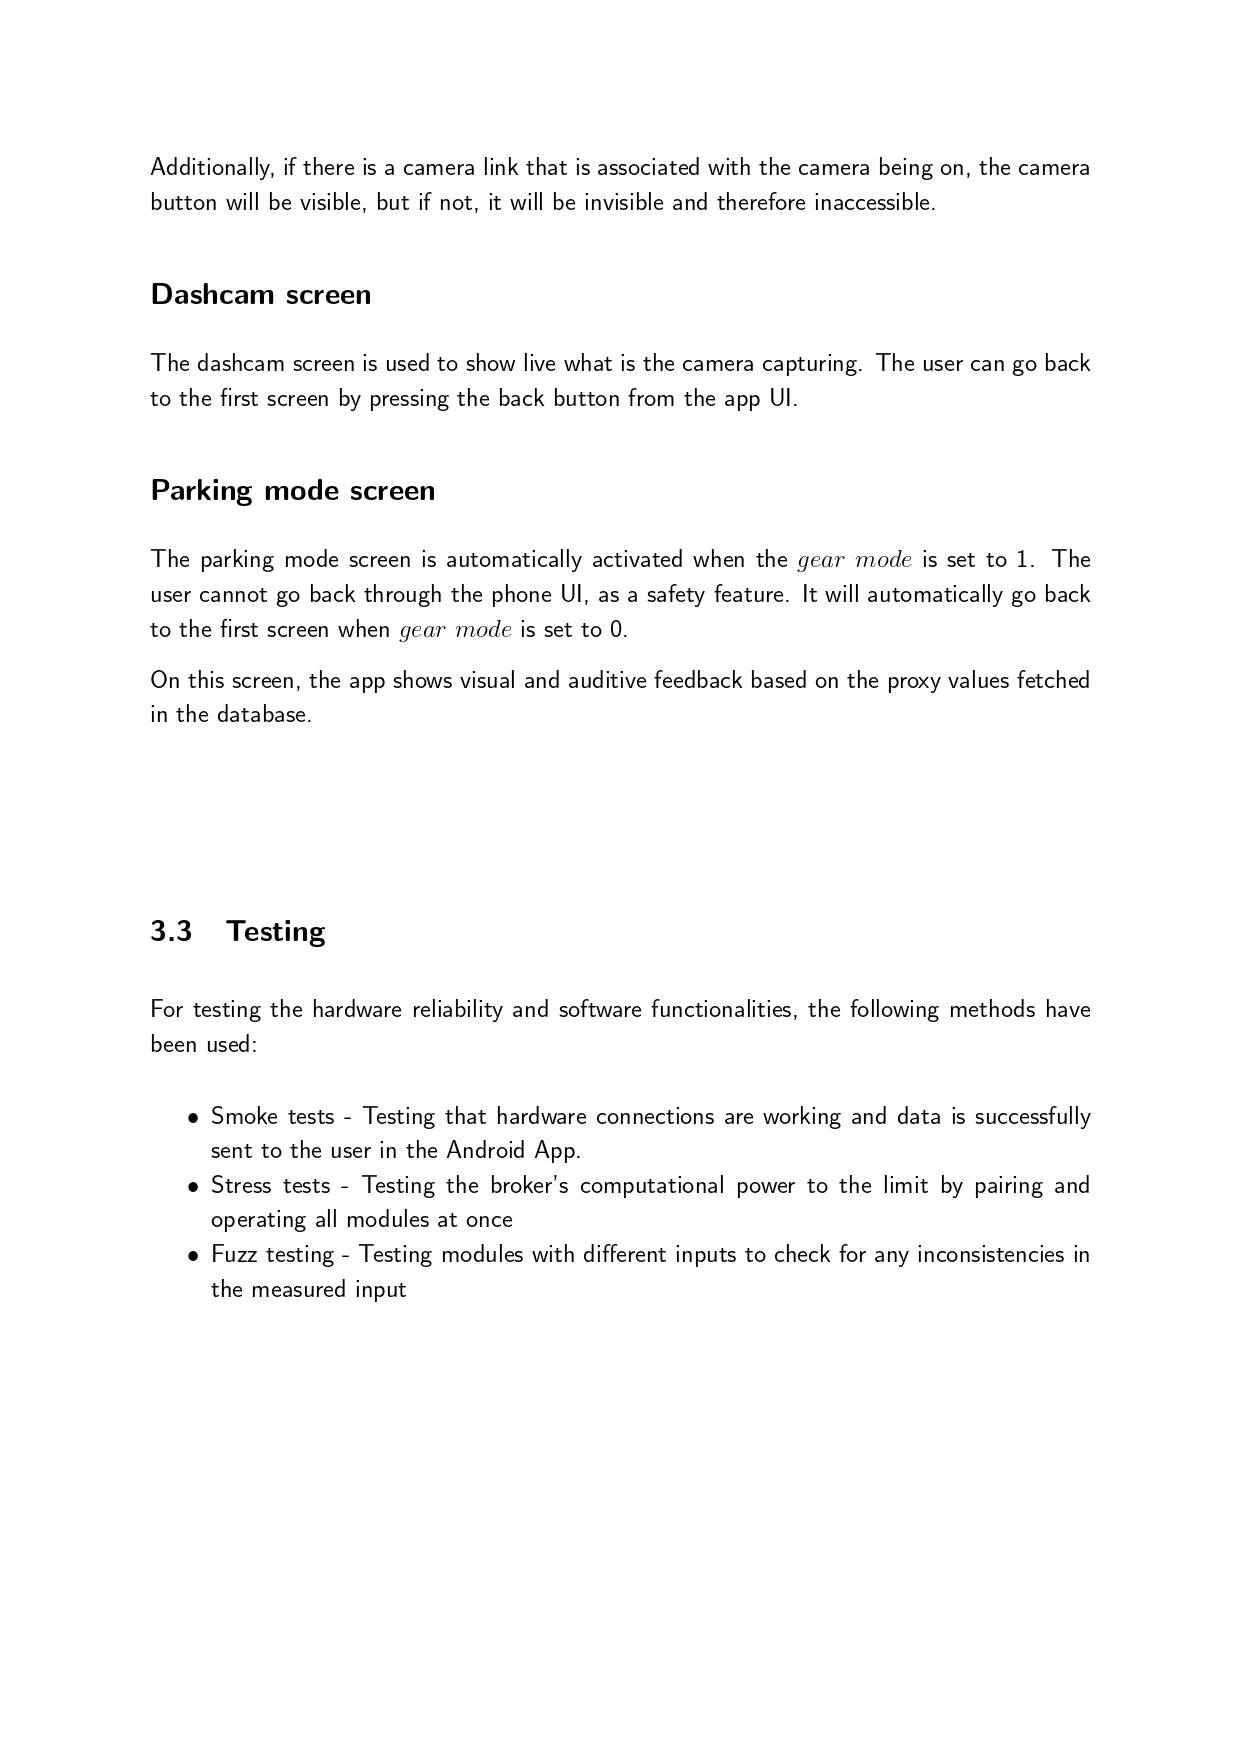 Additionally, if there is a camera link that is associated with the camera being on, the camera
button will be visible, but if not, it will be invisible and therefore inaccessible.
Dashcam screen
The dashcam screen is used to show live what is the camera capturing. The user can go back
to the first screen by pressing the back button from the app UI.
Parking mode screen
The parking mode screen is automatically activated when the gear mode is set to 1. The
user cannot go back through the phone UI, as a safety feature. It will automatically go back
to the first screen when gear mode is set to 0.
On this screen, the app shows visual and auditive feedback based on the proxy values fetched
in the database.
3.3 Testing
For testing the hardware reliability and software functionalities, the following methods have
been used:
• Smoke tests - Testing that hardware connections are working and data is successfully
sent to the user in the Android App.
• Stress tests - Testing the broker's computational power to the limit by pairing and
operating all modules at once
• Fuzz testing - Testing modules with different inputs to check for any inconsistencies in
the measured input